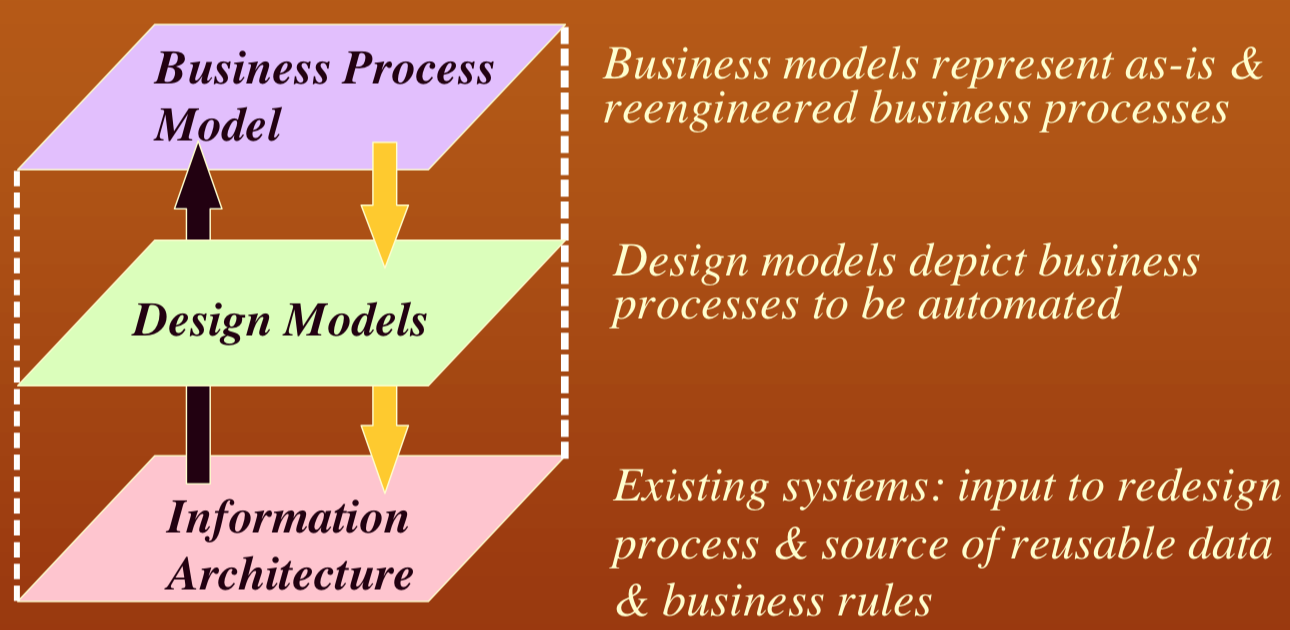 Business Process
Model
Business models represent as-is &
reengineered business processes
Design Models
Design models depict business
processes to be automated
Information
Architecture
Existing systems: input to redesign
process & source of reusable data
& business rules